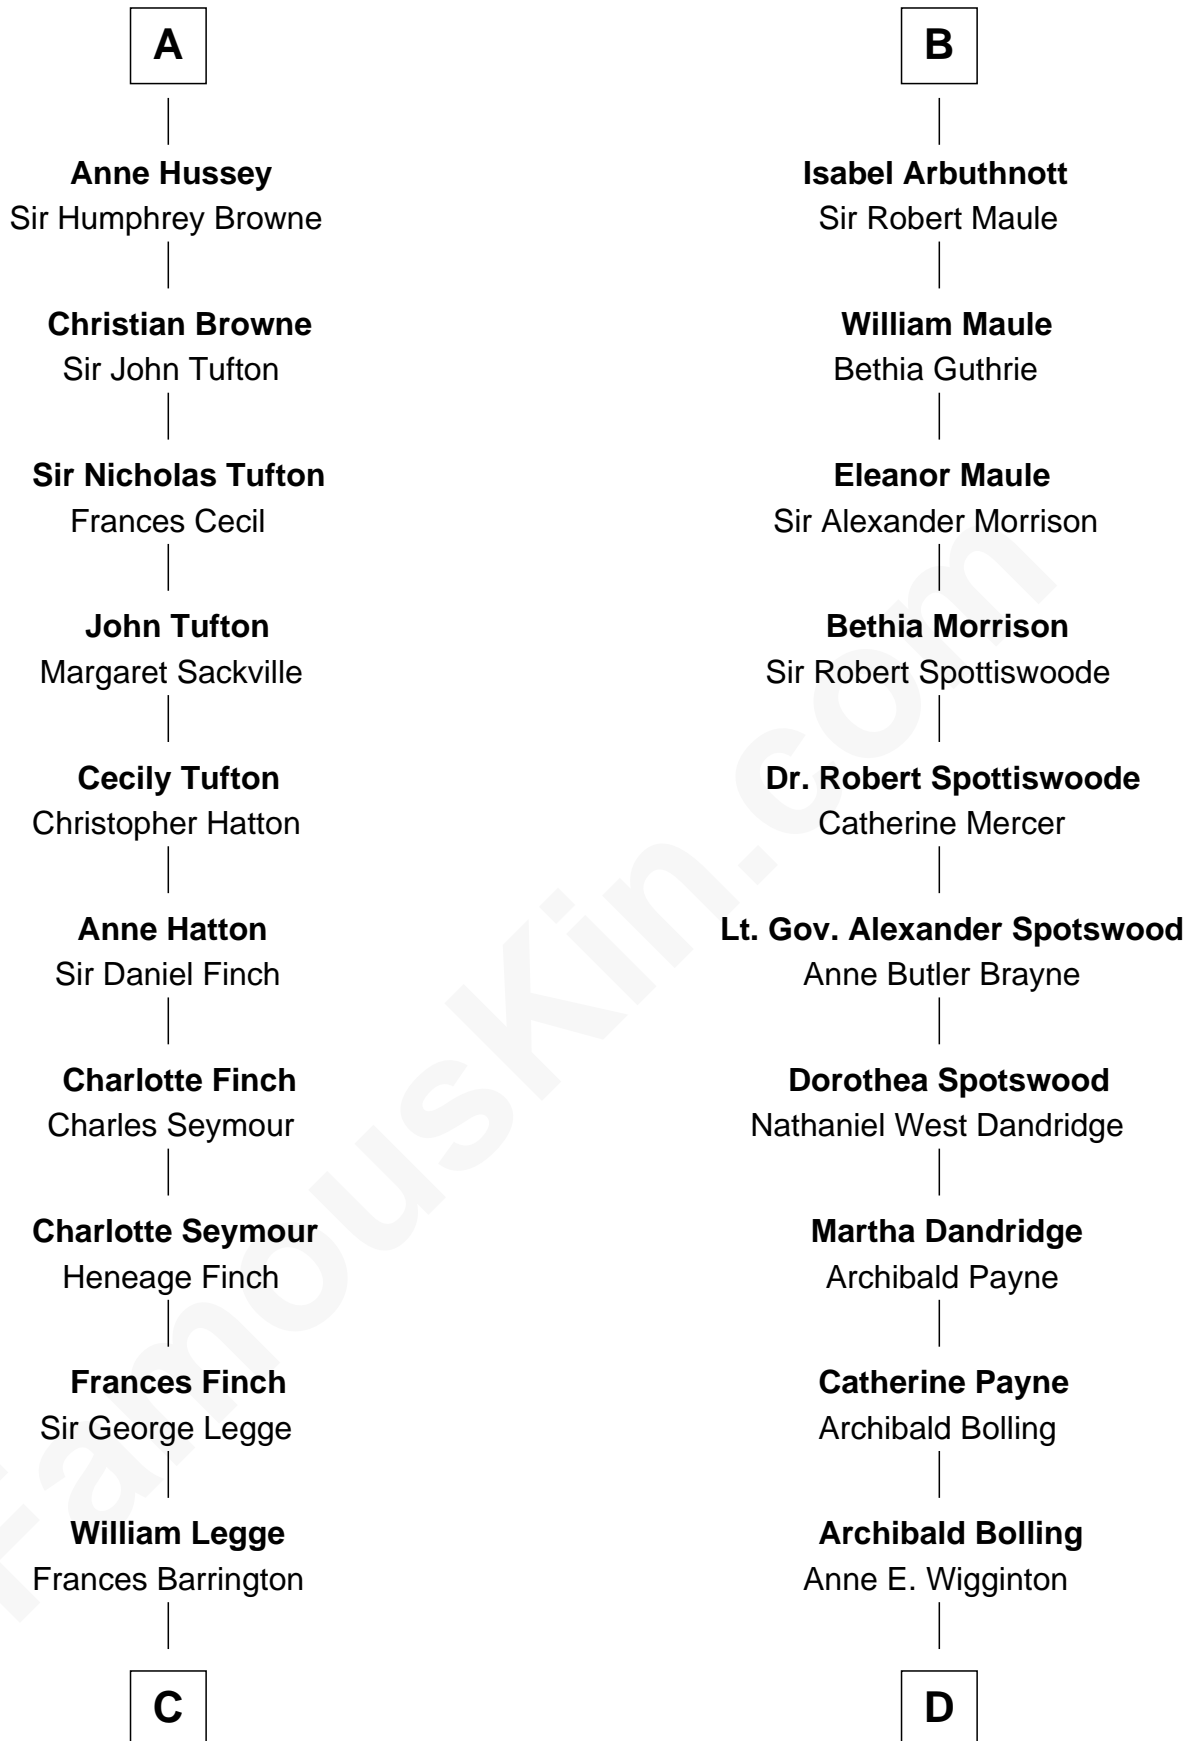 A
Anne Hussey
Sir Humphrey Browne
Christian Browne
Sir John Tufton
Sir Nicholas Tufton
Frances Cecil
John Tufton
Margaret Sackville
Cecily Tufton
Christopher Hatton
Anne Hatton
Sir Daniel Finch
Charlotte Finch
Charles Seymour
Charlotte Seymour
Heneage Finch
Frances Finch
Sir George Legge
William Legge
Frances Barrington
C
B
Isabel Arbuthnott
Sir Robert Maule
William Maule
Bethia Guthrie
Eleanor Maule
Sir Alexander Morrison
Bethia Morrison
Sir Robert Spottiswoode
Dr. Robert Spottiswoode
Catherine Mercer
Lt. Gov. Alexander Spotswood
Anne Butler Brayne
Dorothea Spotswood
Nathaniel West Dandridge
Martha Dandridge
Archibald Payne
Catherine Payne
Archibald Bolling
Archibald Bolling
Anne E. Wigginton
D
FamousKin.com